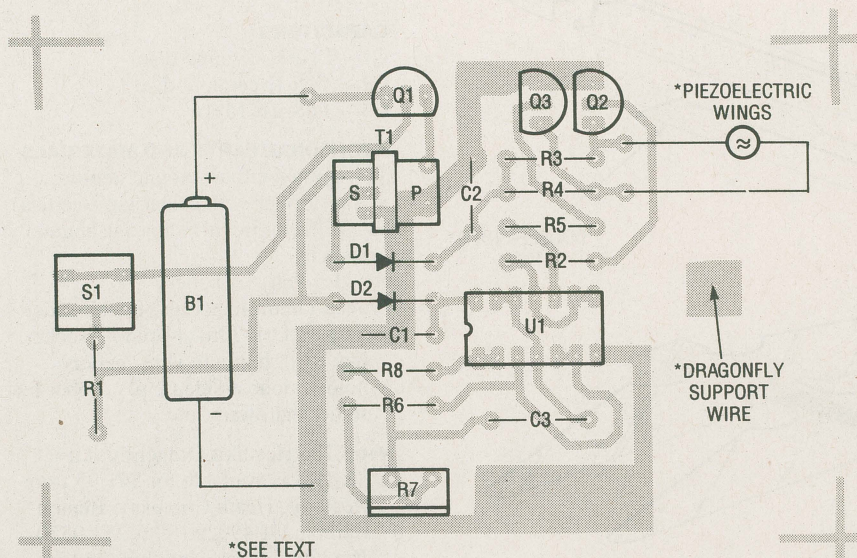 Q1
Q3
Q2
*PIEZOELECTRIC
WINGS
T1
≈
+
S
P
C2
R3
R4
R5
D1
R2
S1
B1
D2
U1
C1
R1
R8
*DRAGONFLY
SUPPORT
WIRE
R6
C3
−
R7
*SEE TEXT